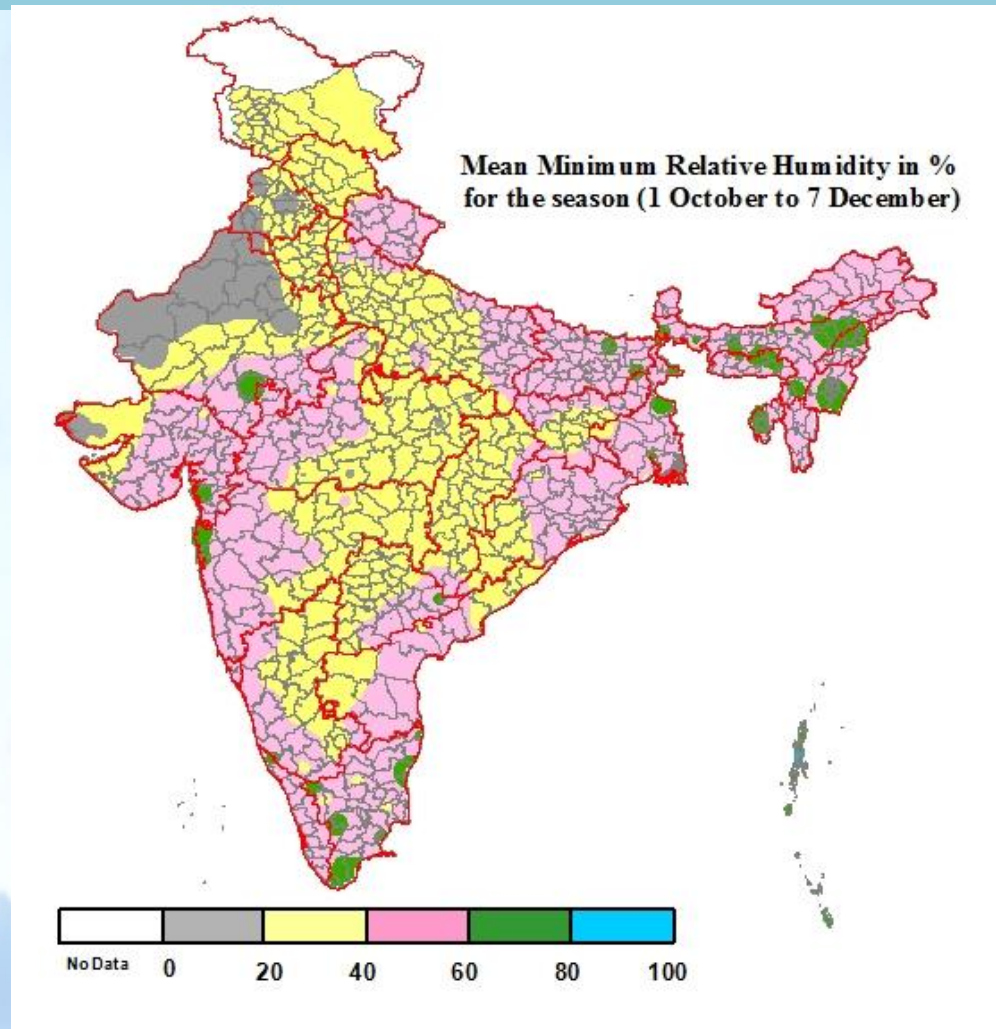 Mean Minimum Relative Humidity in %
for the season (1 October to 7 December)
No Data 0 20 40 60 80 100